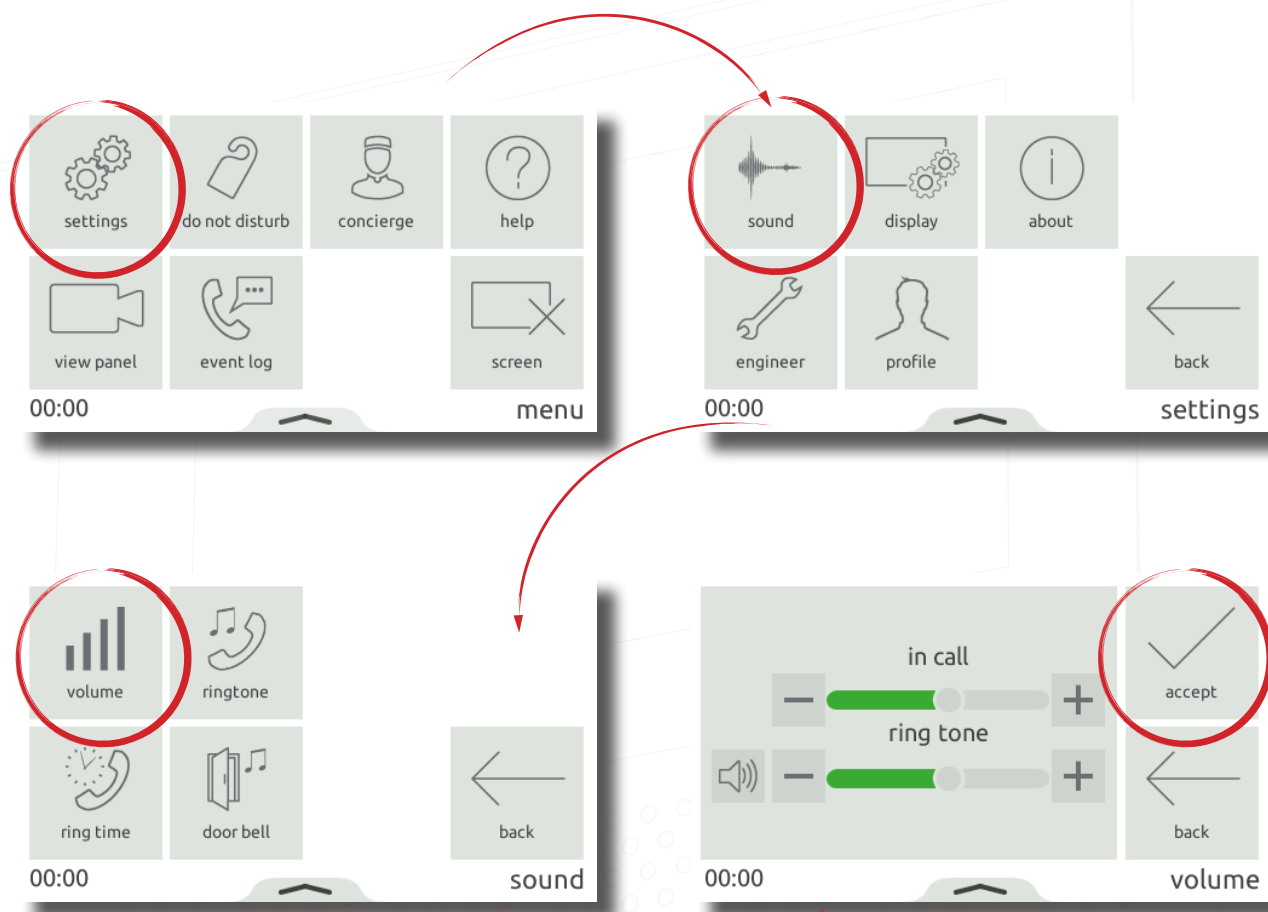 settings
do not disturb
concierge
help
view panel
event log
screen
00:00
menu
sound
display
about
engineer
profile
back
00:00
settings
volume
ringtone
ring time
door bell
back
00:00
sound
in call
accept
ring tone
back
00:00
volume